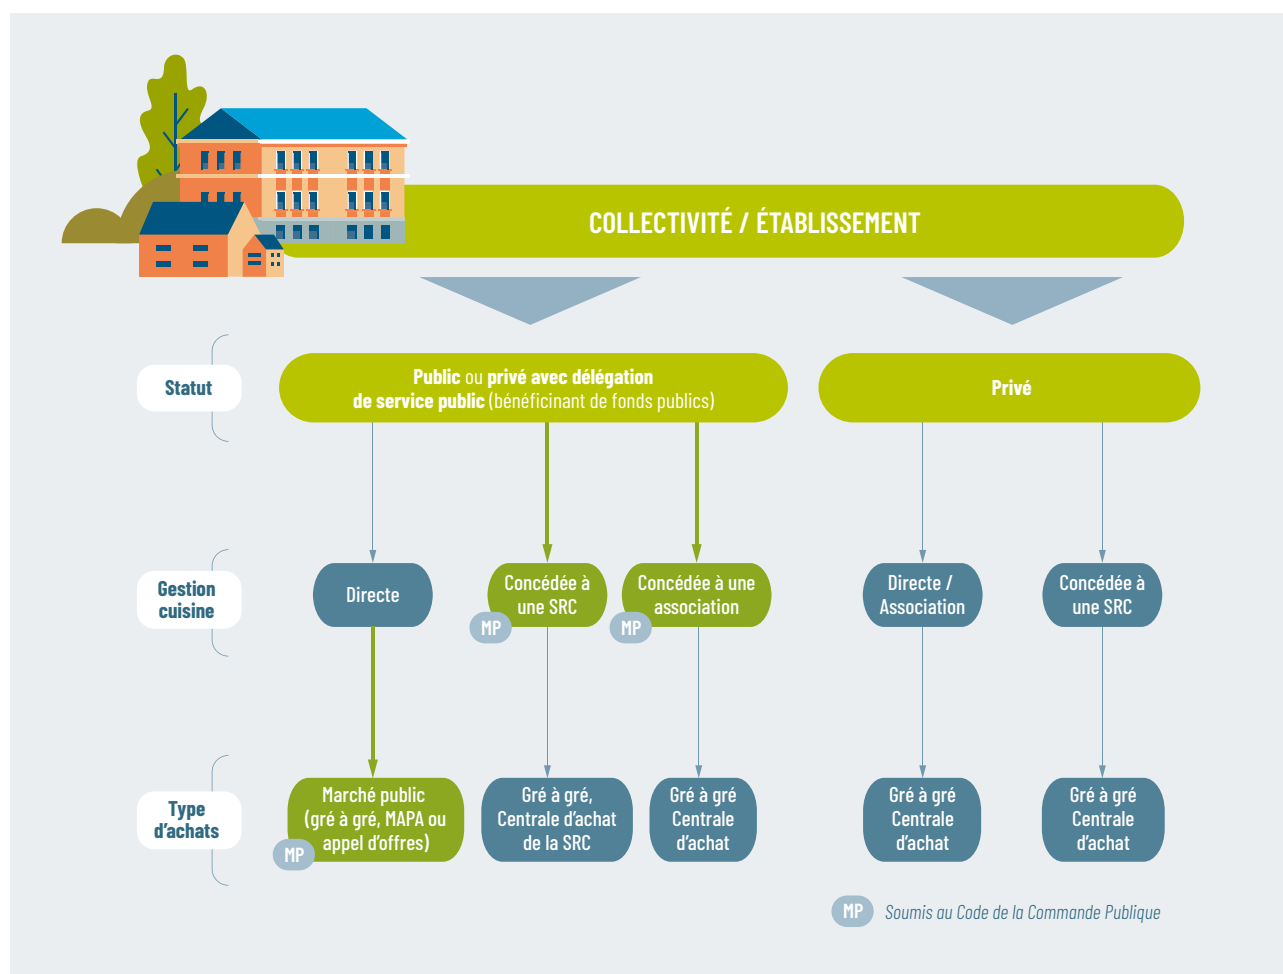 COLLECTIVITÉ / ÉTABLISSEMENT
Statut
Public ou privé avec délégation
de service public (bénéficinant de fonds publics)
Privé
Gestion
cuisine
Directe
Concédée à
une SRC
MP
Concédée à une
association
MP
Directe /
Association
Concédée à
une SRC
Type
d'achats
Marché public
(gré à gré, MAPA ou
appel d'offres)
MP
Gré à gré,
Centrale d'achat
de la SRC
Gré à gré
Centrale
d'achat
Gré à gré
Centrale
d'achat
Gré à gré
Centrale
d'achat
MP Soumis au Code de la Commande Publique